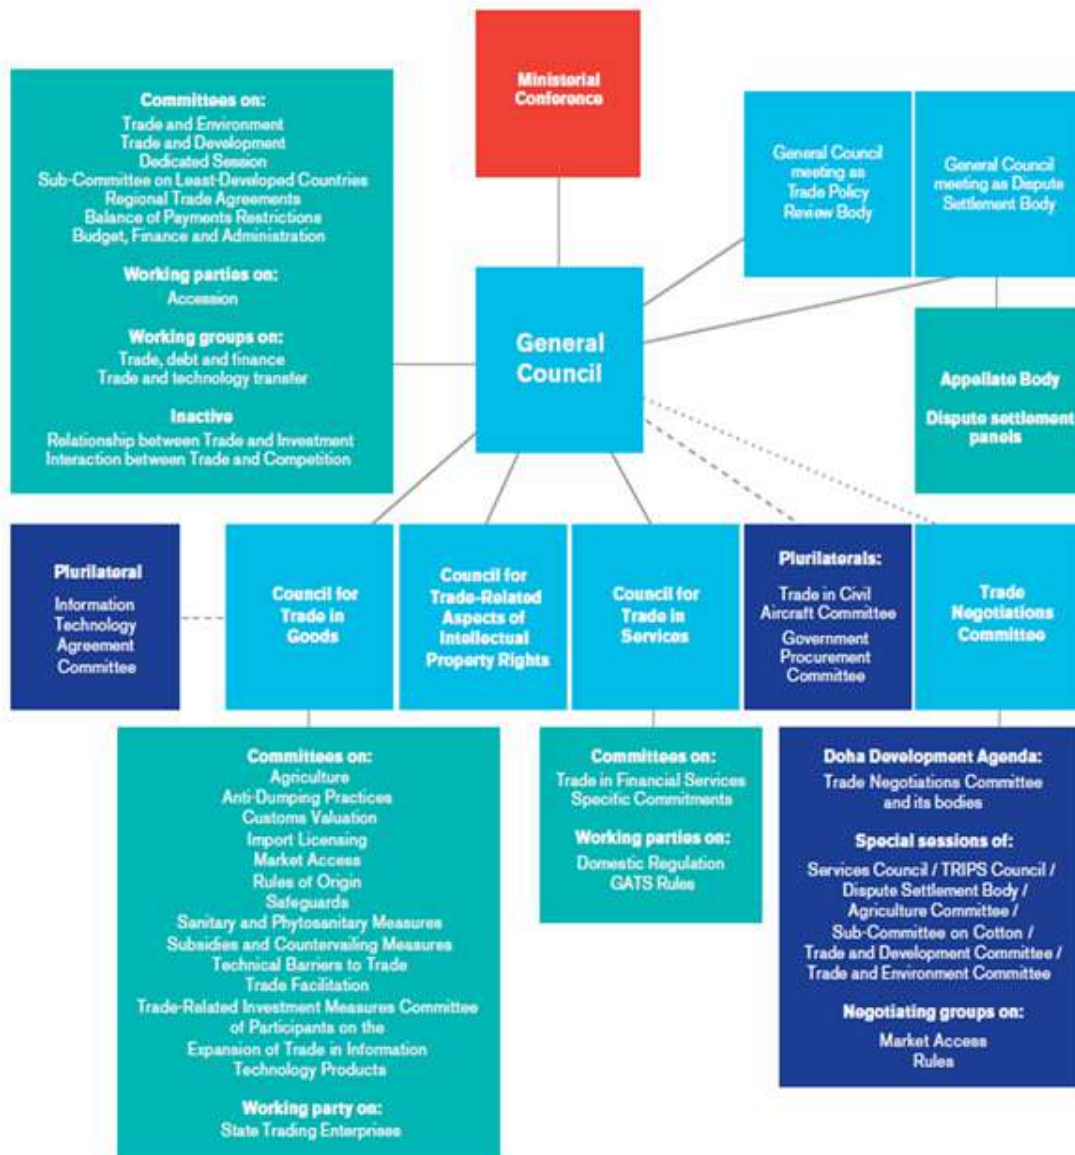 Ministerial
Conference
Committees on:
Trade and Environment
Trade and Development
Dedicated Session
Sub-Committee on Least-Developed Countries
Regional Trade Agreements
Balance of Payments Restrictions
Budget, Finance and Administration
Working parties on:
Accession
Working groups on:
Trade, debt and finance
Trade and technology transfer
Inactive
Relationship between Trade and Investment
Interaction between Trade and Competition
General Council
meeting as
Trade Policy
Review Body
General Council
meeting as Dispute
Settlement Body
General
Council
Appellate Body
Dispute settlement
panels
Plurilateral
Information
Technology
Agreement
Committee
Council for
Trade in
Goods
Council for
Trade-Related
Aspects of
Intellectual
Property Rights
Council for
Trade in
Services
Plurilaterals:
Trade in Civil
Aircraft Committee
Government
Procurement
Committee
Trade
Negotiations
Committee
Committees on:
Agriculture
Anti-Dumping Practices
Customs Valuation
Import Licensing
Market Access
Rules of Origin
Safeguards
Sanitary and Phytosanitary Measures
Subsidies and Countervailing Measures
Technical Barriers to Trade
Trade Facilitation
Trade-Related Investment Measures Committee
of Participants on the
Expansion of Trade in Information
Technology Products
Working party on:
State Trading Enterprises
Committees on:
Trade in Financial Services
Specific Commitments
Working parties on:
Domestic Regulation
GATS Rules
Doha Development Agenda:
Trade Negotiations Committee
and its bodies
Special sessions of:
Services Council / TRIPS Council /
Dispute Settlement Body /
Agriculture Committee /
Sub-Committee on Cotton /
Trade and Development Committee /
Trade and Environment Committee
Negotiating groups on:
Market Access
Rules